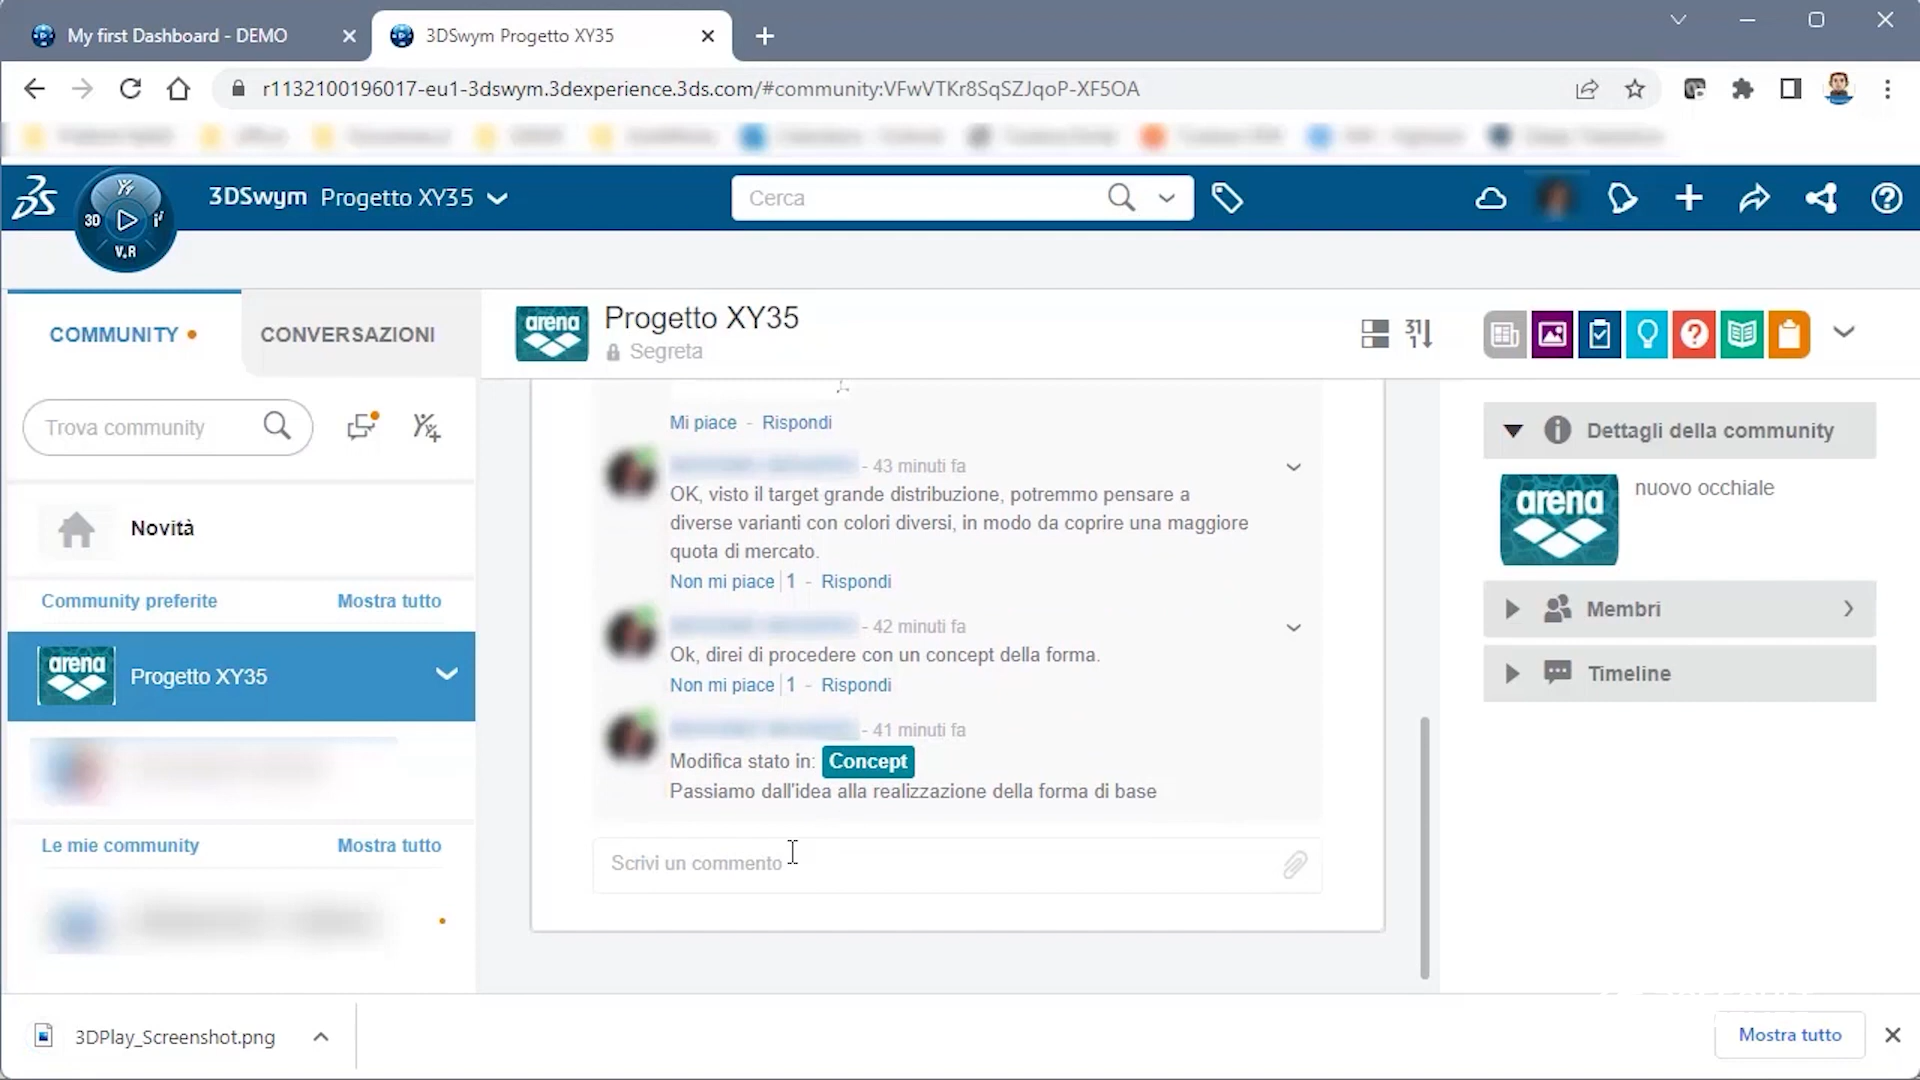 My first Dashboard - DEMO
3DSwym Progetto XY35
r1132100196017-eu1-3dswym.3dexperience.3ds.com/#community:VFwVTKr8SqSZJqoP-XF5OA
3D
V.R
3DSwym Progetto XY35
Cerca
COMMUNITY
CONVERSAZIONI
arena
Progetto XY35
Segreta
31
1
Trova community
Novità
Community preferite
Mostra tutto
arena
Progetto XY35
Le mie community
Mostra tutto
Mi piace - Rispondi
- 43 minuti fa
OK, visto il target grande distribuzione, potremmo pensare a
diverse varianti con colori diversi, in modo da coprire una maggiore
quota di mercato.
Non mi piace 1 - Rispondi
- 42 minuti fa
Ok, direi di procedere con un concept della forma.
Non mi piace 1 - Rispondi
- 41 minuti fa
Modifica stato in: Concept
Passiamo dall'idea alla realizzazione della forma di base
Scrivi un commento
Dettagli della community
arena
nuovo occhiale
Membri
Timeline
3DPlay_Screenshot.png
Mostra tutto